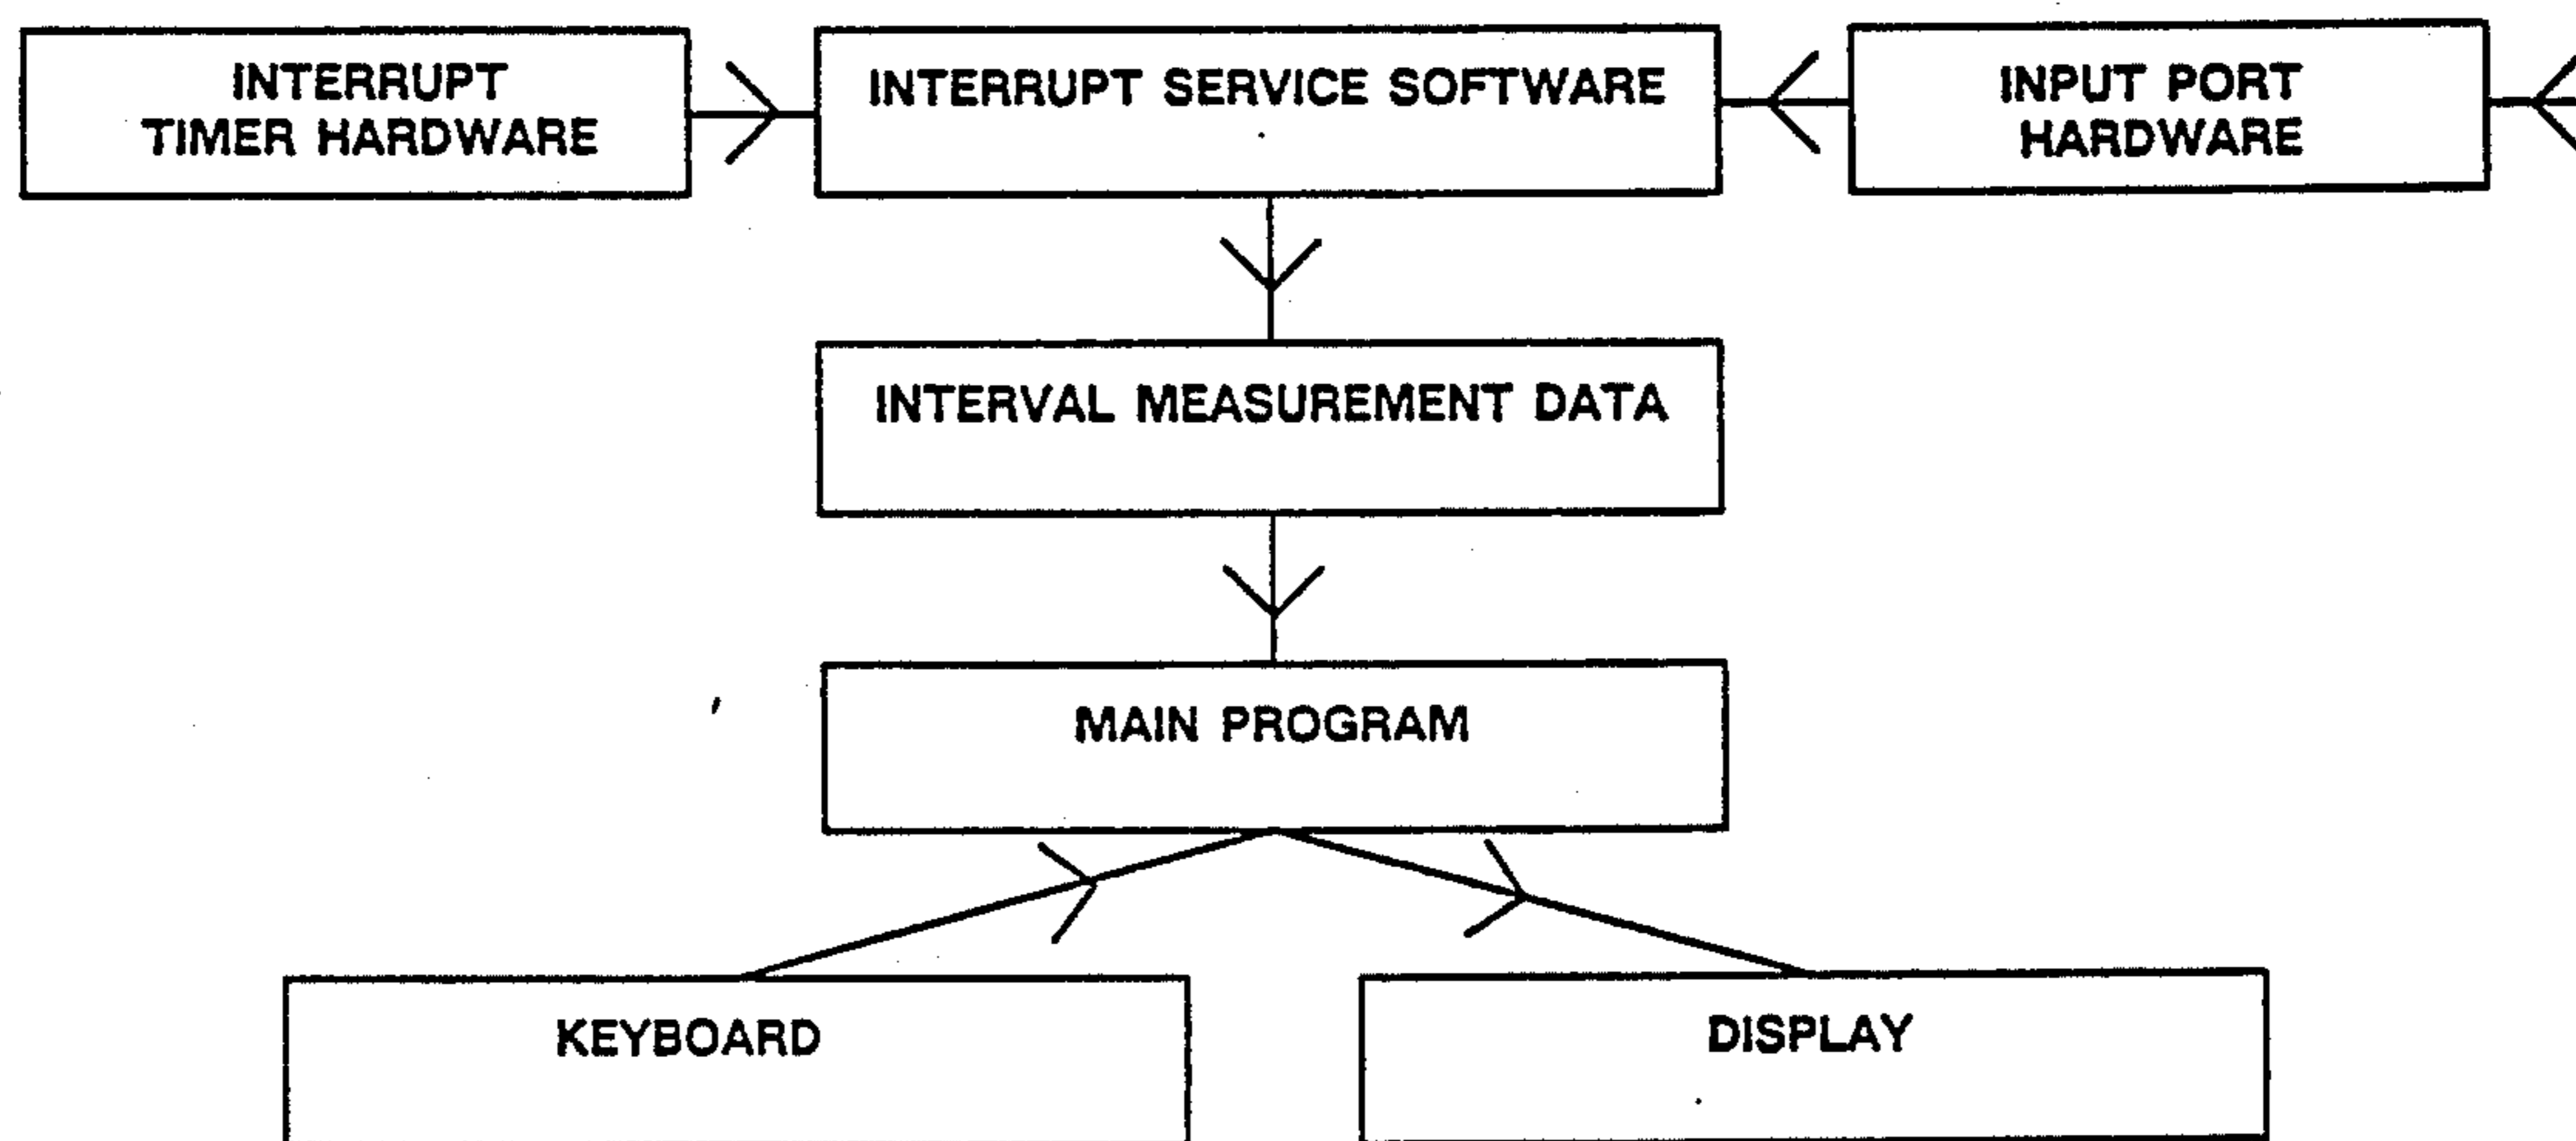 INTERRUPT
TIMER HARDWARE
INTERRUPT SERVICE SOFTWARE
INPUT PORT
HARDWARE
INTERVAL MEASUREMENT DATA
MAIN PROGRAM
KEYBOARD
DISPLAY